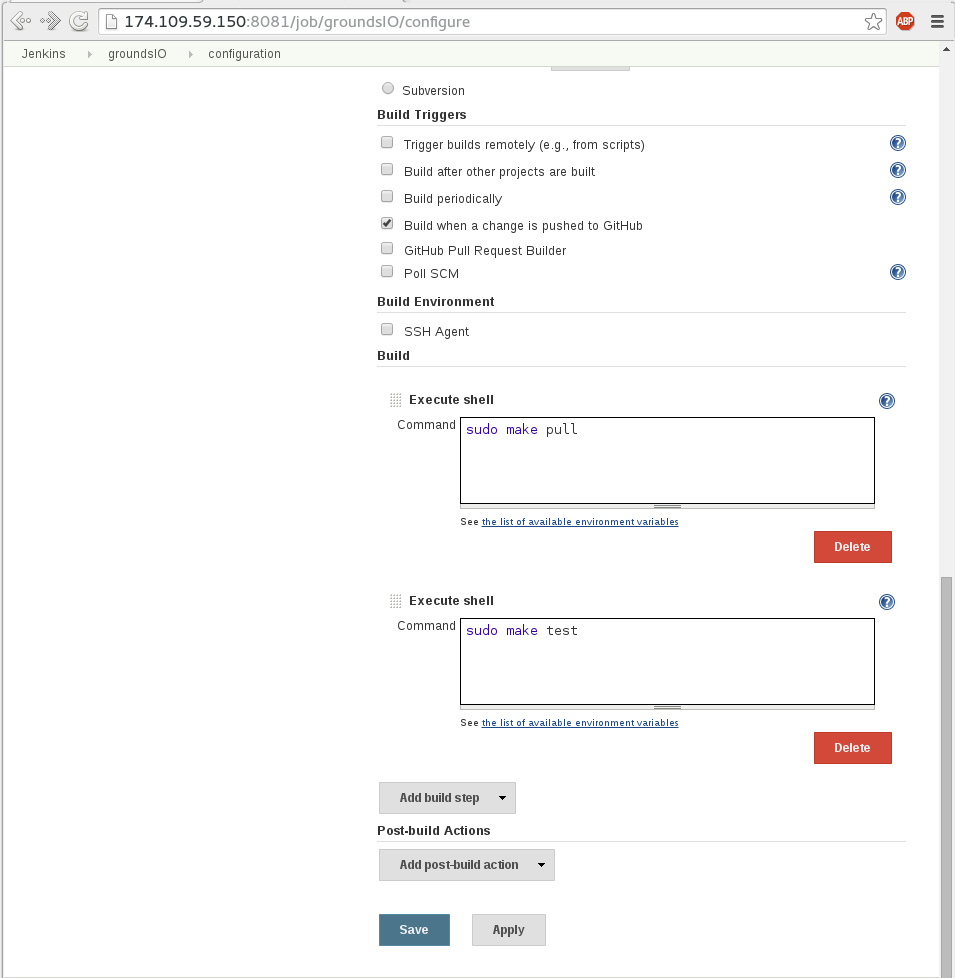 174.109.59.150:8081/job/groundsIO/configure
ABP
Jenkins groundsIO configuration
Subversion
Build Triggers
Trigger builds remotely (e.g., from scripts)
Build after other projects are built
Build periodically
Build when a change is pushed to GitHub
GitHub Pull Request Builder
Poll SCM
Build Environment
SSH Agent
Build
Execute shell
Command sudo make pull
See the list of available environment variables
Delete
Execute shell
Command sudo make test
See the list of available environment variables
Delete
Add build step
Post-build Actions
Add post-build action
Save Apply